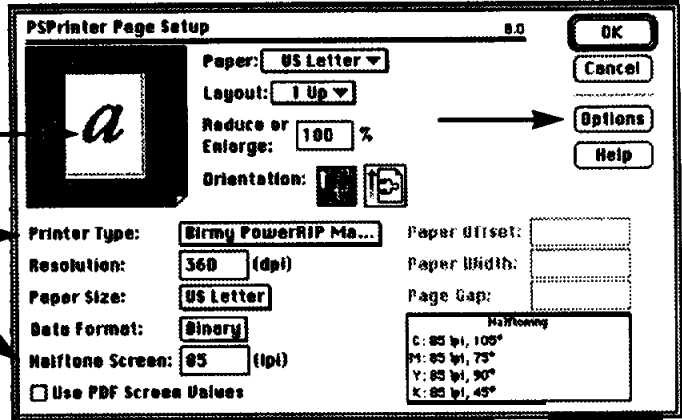 PSPrinter Page Setup 8.0
OK
Paper: US Letter
Cancel
Layout: 1 Up
Reduce or Enlarge: 100 %
Options
Help
a
Orientation:
Printer Type: Birmy PowerRIP Ma...
Resolution: 360 (dpi)
Paper Size: US Letter
Data Format: Binary
Halftone Screen: 85 (lpi)
Use PDF Screen Values
Paper Offset:
Paper Width:
Page Gap:
Halftoning
C: 85 lpi, 105°
M: 85 lpi, 75°
Y: 85 lpi, 90°
K: 85 lpi, 45°